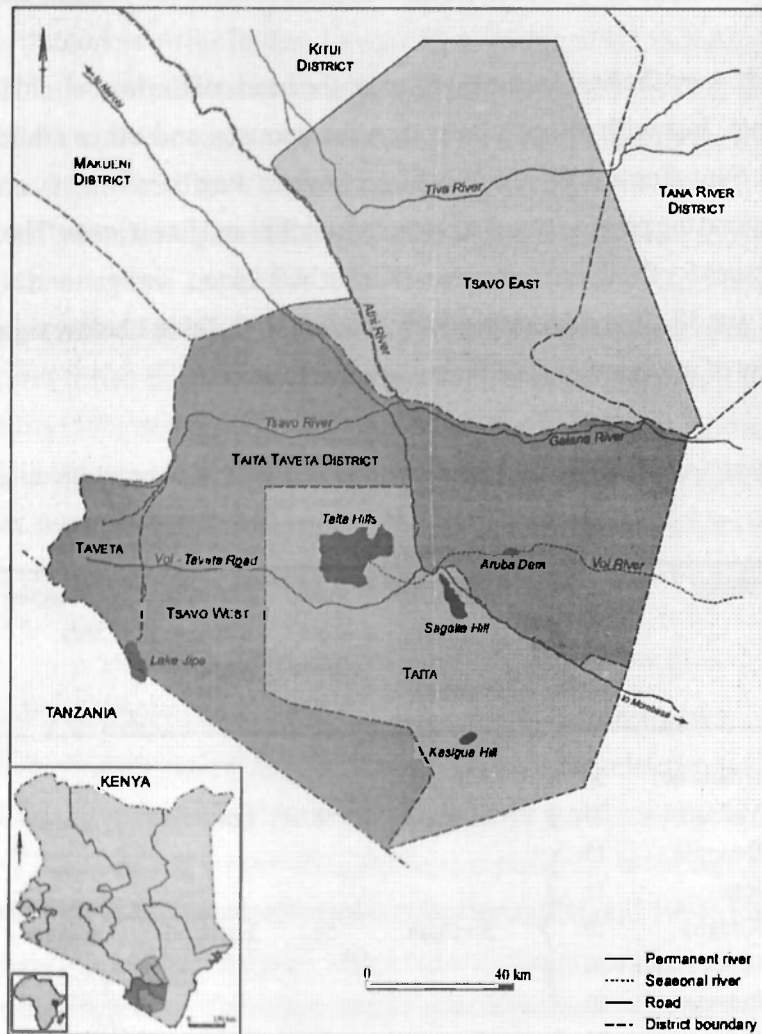 KITUI
DISTRICT
to Nairobi
MAKUENI
DISTRICT
Tiva River
TANA RIVER
DISTRICT
TSAVO EAST
Athi River
Tsavo River
Galana River
TAITA TAVETA DISTRICT
Taita Hills
TAVETA
Voi - Taveta Road
Aruba Dam
Voi River
TSAVO WEST
Sagalla Hill
Lake Jipe
TAITA
to Mombasa
TANZANIA
Kasigua Hill
KENYA
0 40 km
Permanent river
Seasonal river
Road
District boundary